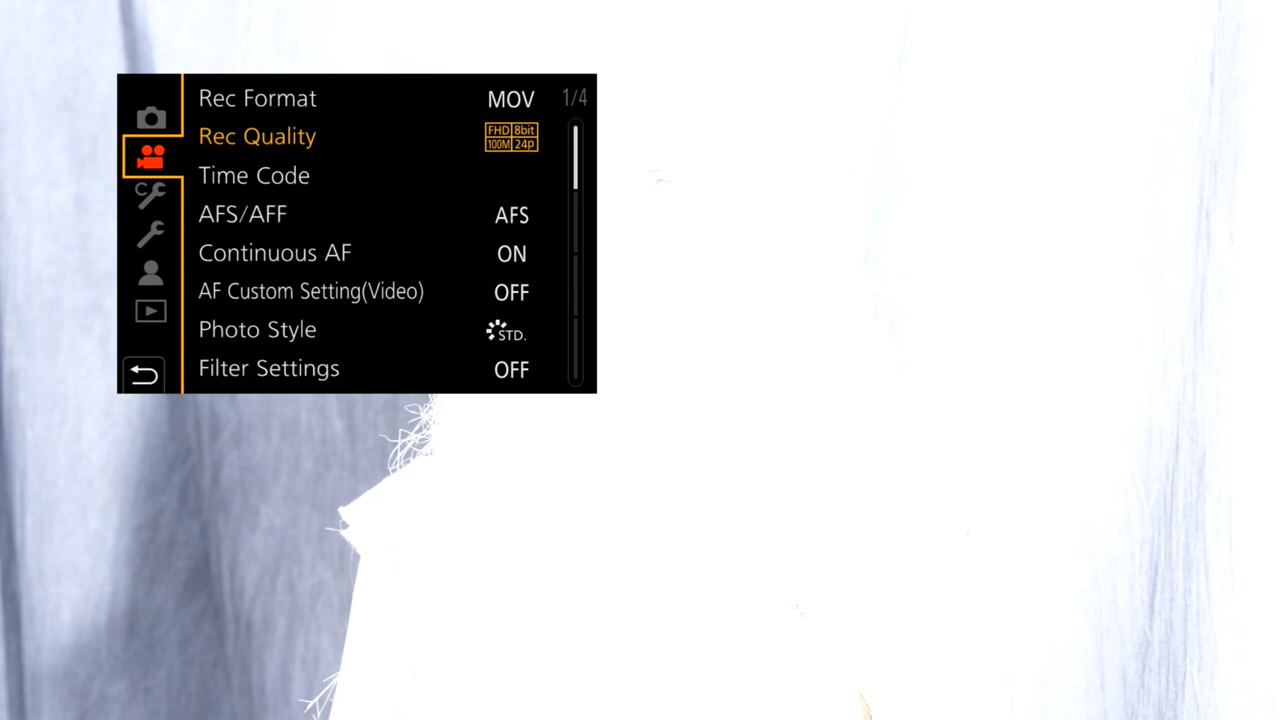 Rec Format MOV 1/4
Rec Quality FHD 8bit 100M 24p
Time Code
AFS/AFF AFS
Continuous AF ON
AF Custom Setting(Video) OFF
Photo Style STD.
Filter Settings OFF